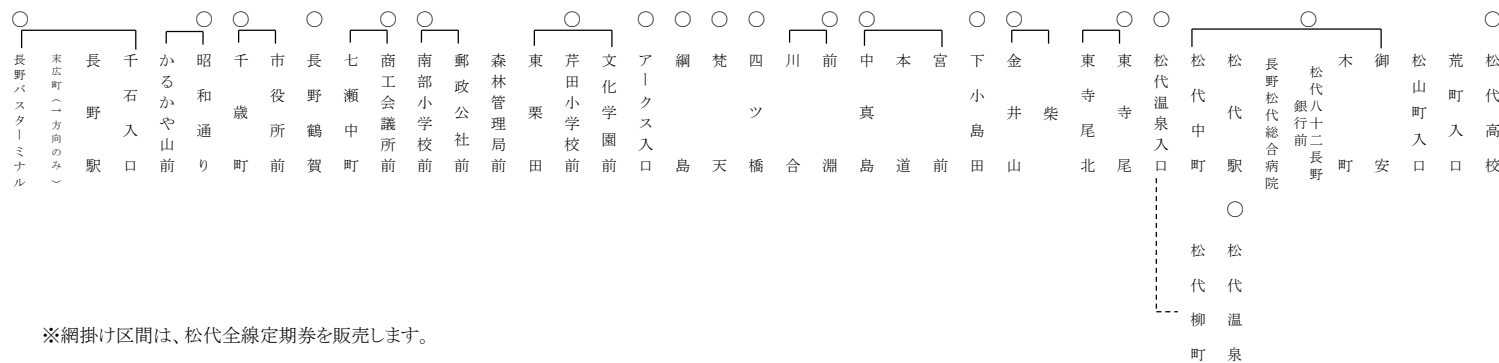 長野バスターミナル
末広町（一方向のみ）
長野駅
千石入口
かるかや山前
昭和通り
千歳町
市役所前
長野鶴賀
七瀬中町
商工会議所前
南部小学校前
郵政公社前
森林管理局前
東栗田
芹田小学校前
文化学園前
アークス入口
綱島
梵天
四ツ橋
川合
前淵
中真島
本道
宮前
下小島田
金井山
柴
東寺尾北
東寺尾
松代温泉入口
松代中町
松代駅
長野松代総合病院
松代八十二長野
銀行前
木町
御安
松山町入口
荒町入口
松代高校
松代柳町
松代温泉
※網掛け区間は、松代全線定期券を販売します。